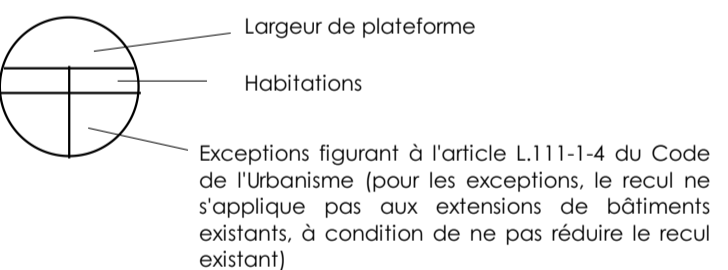 Largeur de plateforme
Habitations
Exceptions figurant à l'article L.111-1-4 du Code
de l'Urbanisme (pour les exceptions, le recul ne
s'applique pas aux extensions de bâtiments
existants, à condition de ne pas réduire le recul
existant)